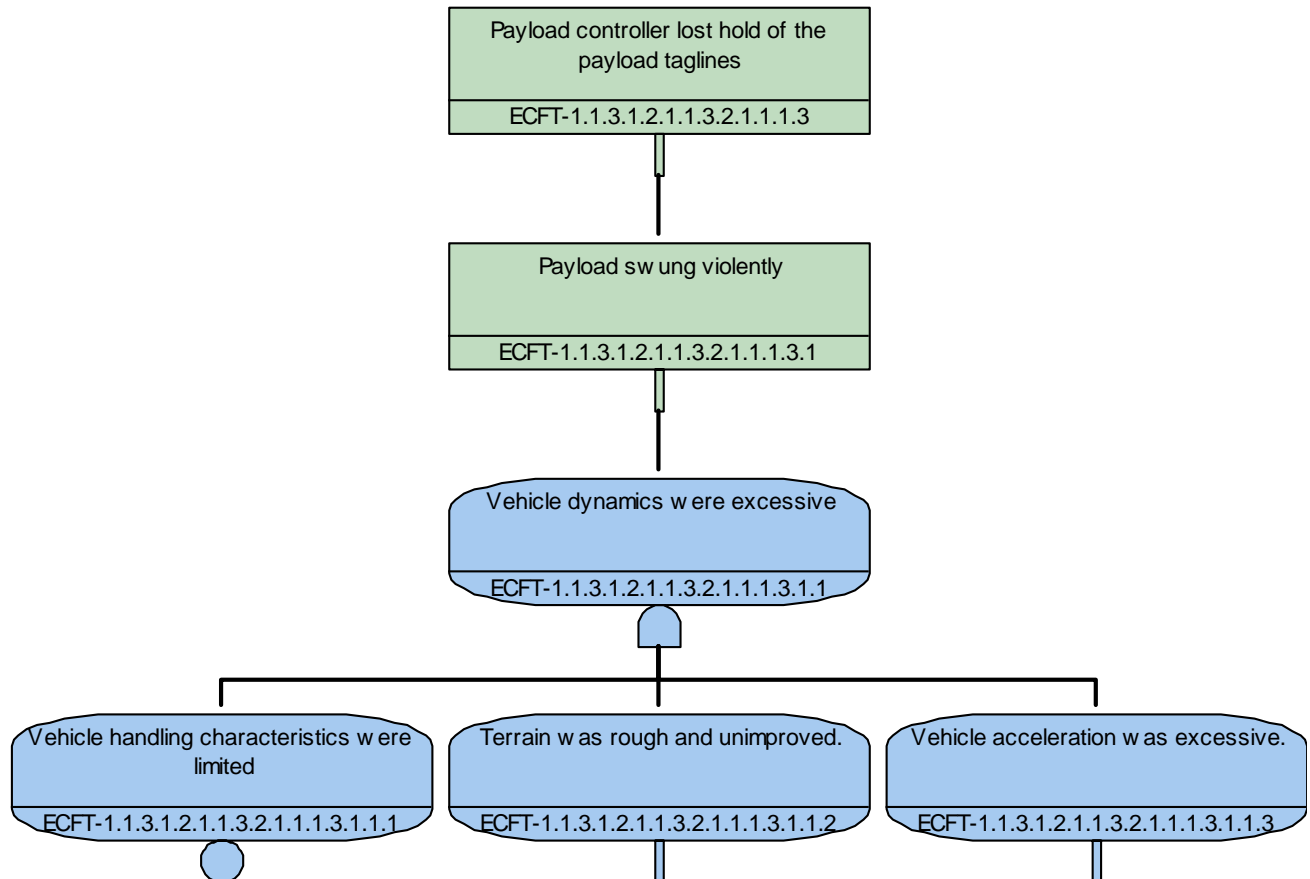 Payload controller lost hold of the
payload taglines
ECFT-1.1.3.1.2.1.1.3.2.1.1.1.3
Payload swung violently
ECFT-1.1.3.1.2.1.1.3.2.1.1.1.3.1
Vehicle dynamics were excessive
ECFT-1.1.3.1.2.1.1.3.2.1.1.1.3.1.1
Vehicle handling characteristics were
limited
ECFT-1.1.3.1.2.1.1.3.2.1.1.1.3.1.1.1
Terrain was rough and unimproved.
ECFT-1.1.3.1.2.1.1.3.2.1.1.1.3.1.1.2
Vehicle acceleration was excessive.
ECFT-1.1.3.1.2.1.1.3.2.1.1.1.3.1.1.3